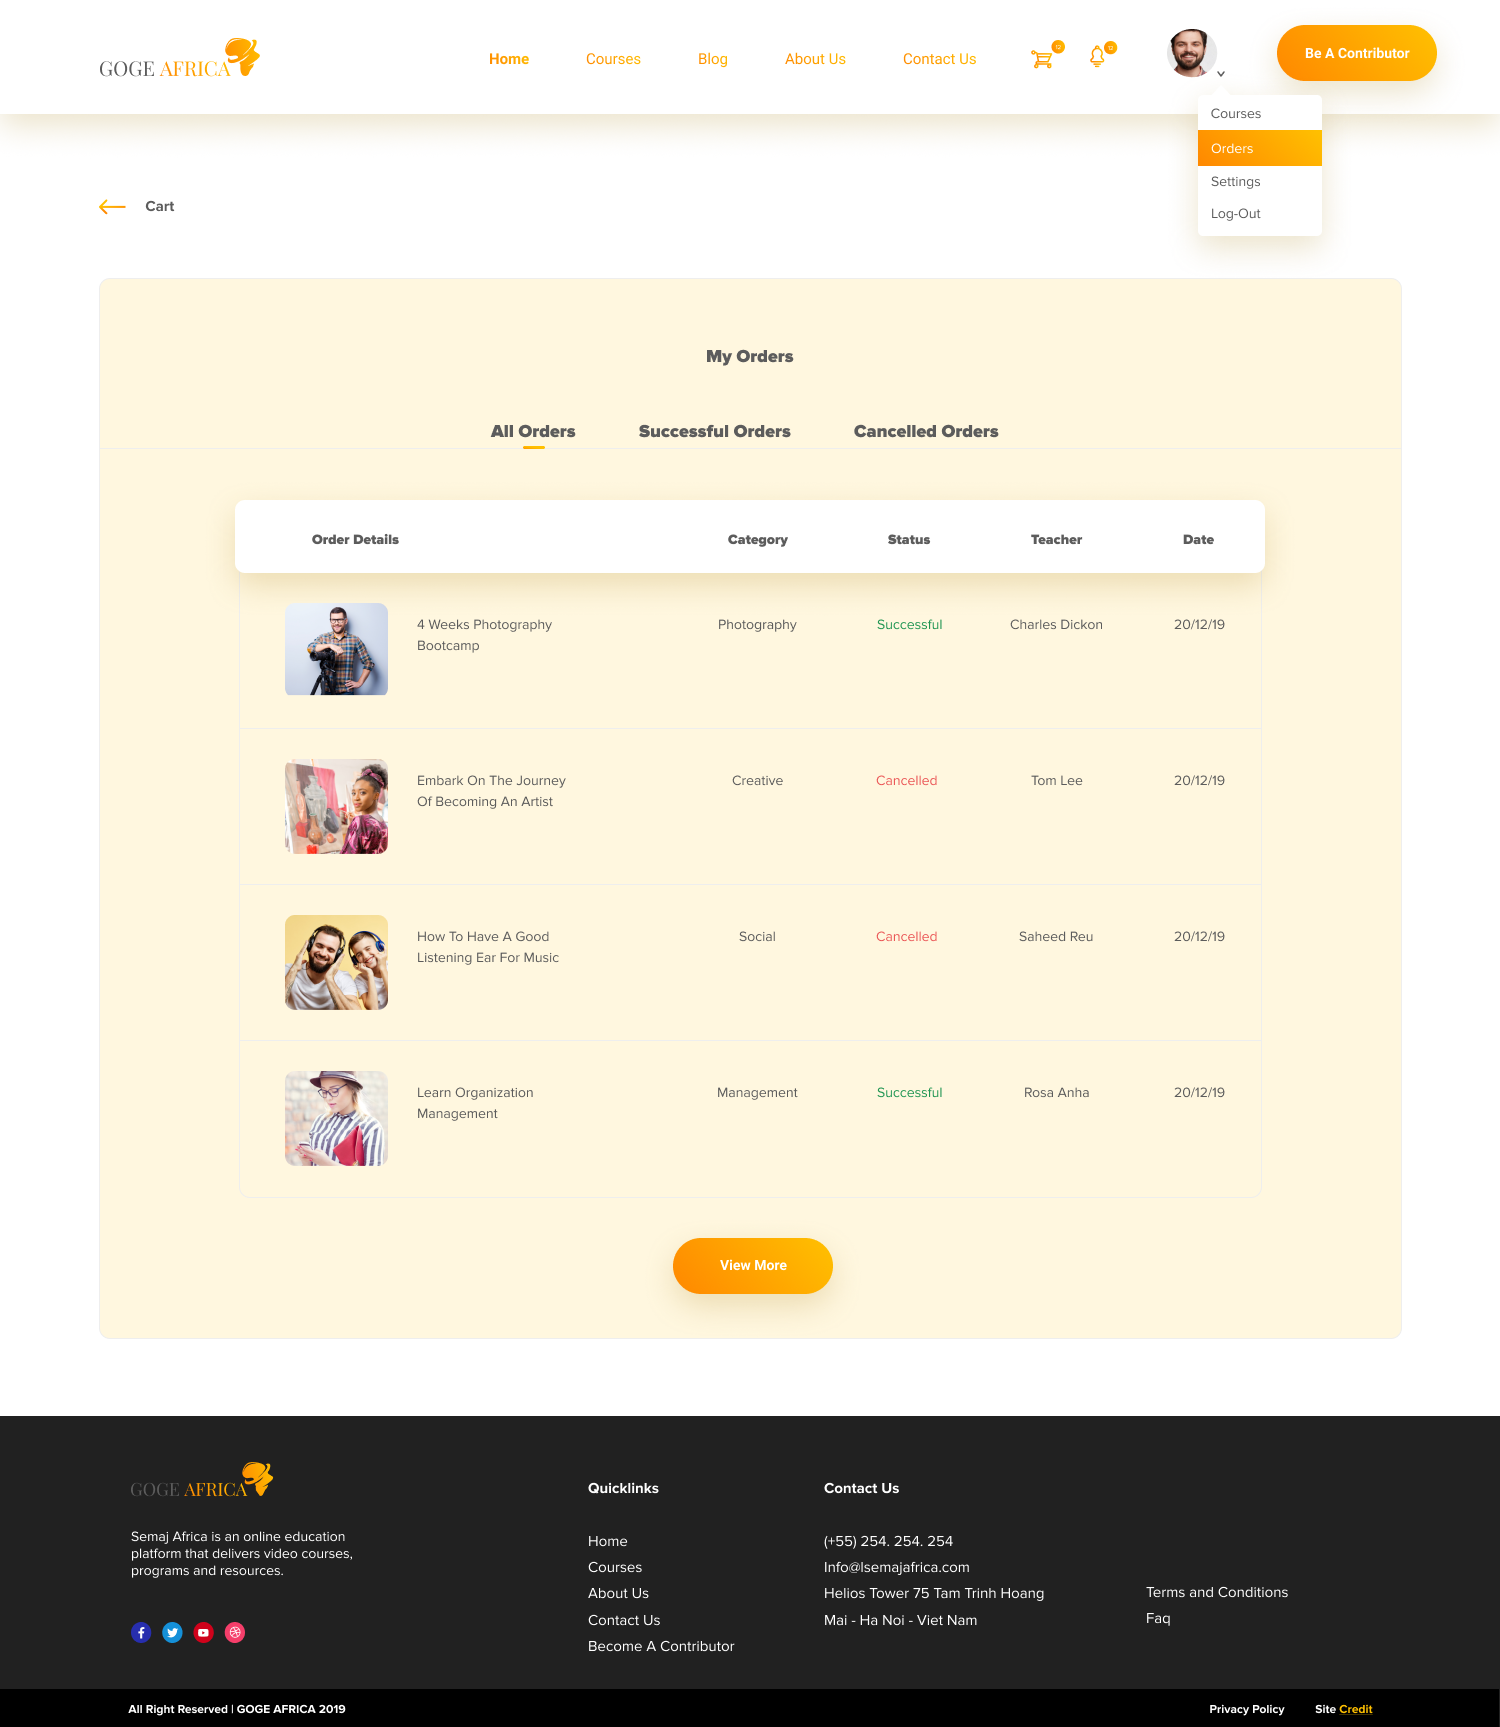 GOGE AFRICA
Home
Courses
Blog
About Us
Contact Us
Be A Contributor
Courses
Orders
Settings
Log-Out
Cart
My Orders
All Orders
Successful Orders
Cancelled Orders
Order Details
Category
Status
Teacher
Date
4 Weeks Photography
Bootcamp
Photography
Successful
Charles Dickon
20/12/19
Embark On The Journey
Of Becoming An Artist
Creative
Cancelled
Tom Lee
20/12/19
How To Have A Good
Listening Ear For Music
Social
Cancelled
Saheed Reu
20/12/19
Learn Organization
Management
Management
Successful
Rosa Anha
20/12/19
View More
GOGE AFRICA
Semaj Africa is an online education
platform that delivers video courses,
programs and resources.
Quicklinks
Home
Courses
About Us
Contact Us
Become A Contributor
Contact Us
(+55) 254. 254. 254
Info@lsemajafrica.com
Helios Tower 75 Tam Trinh Hoang
Mai - Ha Noi - Viet Nam
Terms and Conditions
Faq
All Right Reserved | GOGE AFRICA 2019
Privacy Policy
Site Credit